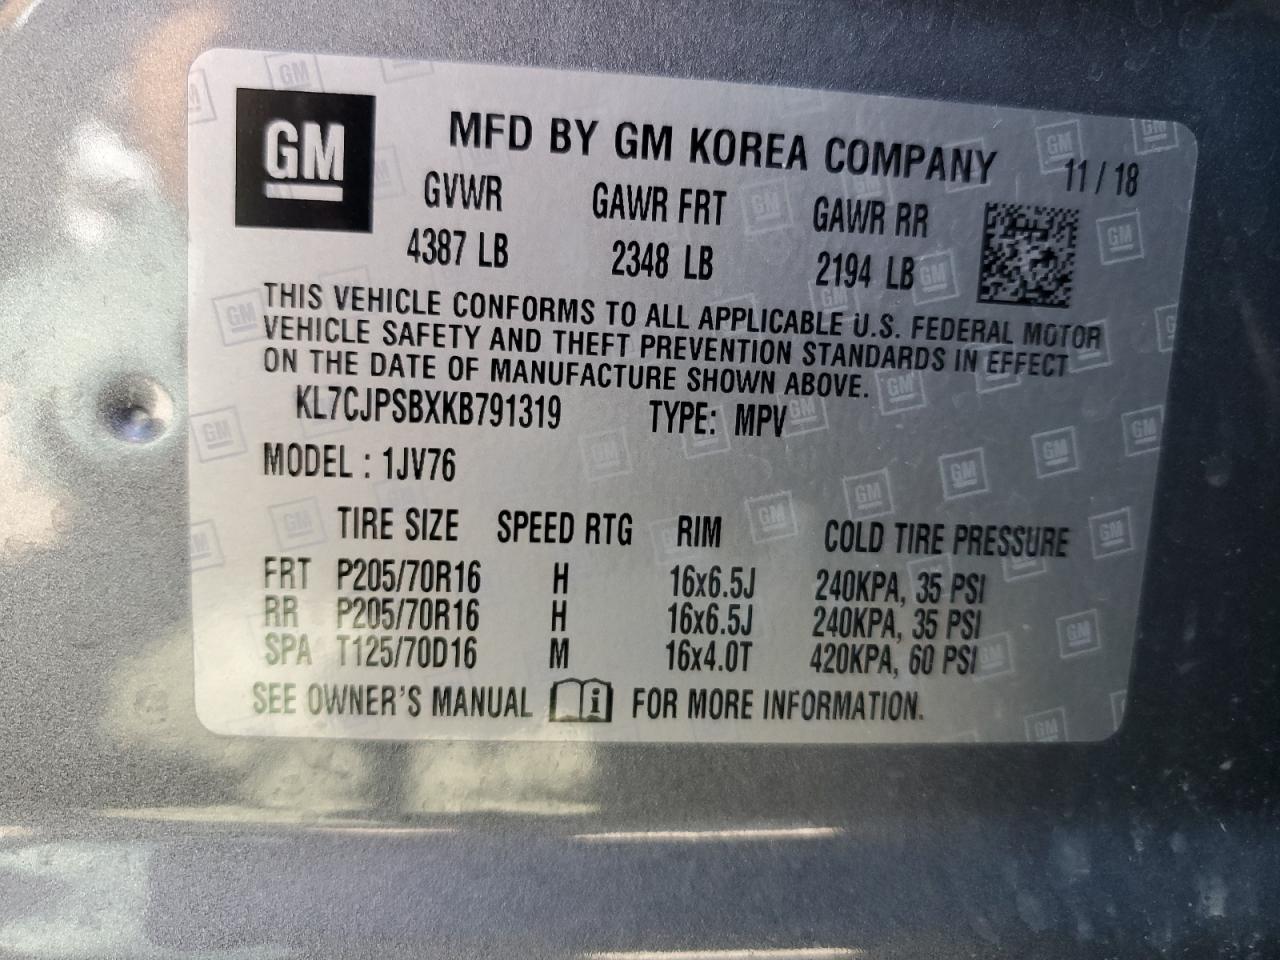 GM
MFD BY GM KOREA COMPANY 11 / 18
GVWR GAWR FRT GAWR RR
4387 LB 2348 LB 2194 LB
THIS VEHICLE CONFORMS TO ALL APPLICABLE U.S. FEDERAL MOTOR
VEHICLE SAFETY AND THEFT PREVENTION STANDARDS IN EFFECT
ON THE DATE OF MANUFACTURE SHOWN ABOVE.
KL7CJPSBXKB791319 TYPE: MPV
MODEL : 1JV76
TIRE SIZE SPEED RTG RIM COLD TIRE PRESSURE
FRT P205/70R16 H 16x6.5J 240KPA, 35 PSI
RR P205/70R16 H 16x6.5J 240KPA, 35 PSI
SPA T125/70D16 M 16x4.0T 420KPA, 60 PSI
SEE OWNER'S MANUAL i FOR MORE INFORMATION.